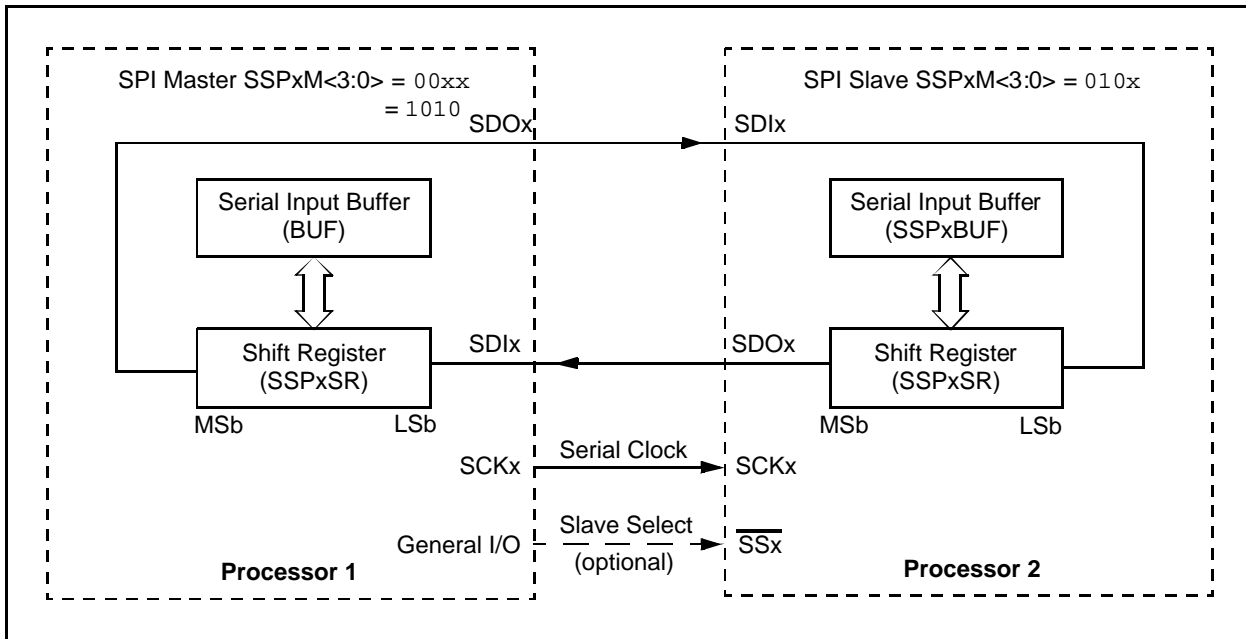 SPI Master SSPxM<3:0> = 00xx
= 1010
SDOx
Serial Input Buffer
(BUF)
Shift Register
(SSPxSR)
MSb
LSb
SDIx
SCKx
General I/O
Processor 1
Serial Clock
Slave Select
(optional)
SPI Slave SSPxM<3:0> = 010x
SDIx
Serial Input Buffer
(SSPxBUF)
SDOx
Shift Register
(SSPxSR)
MSb
LSb
SCKx
S̅S̅x̅
Processor 2